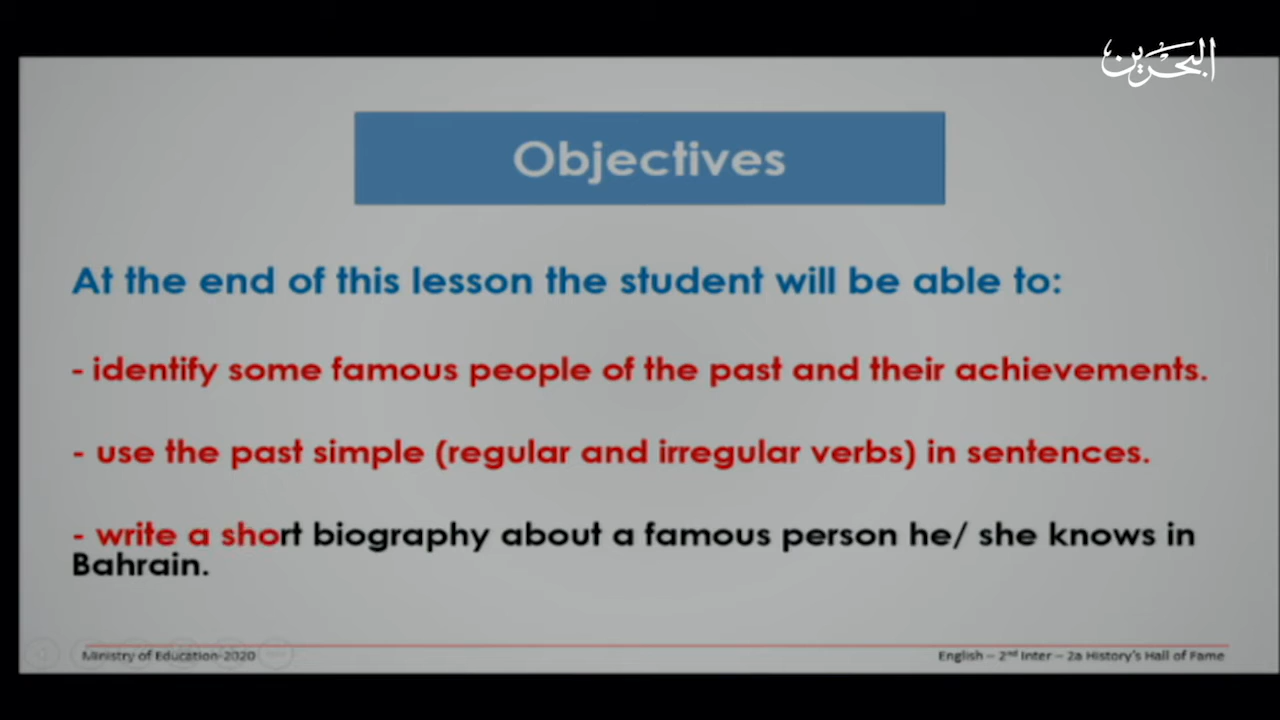 البحرين
Objectives
At the end of this lesson the student will be able to:
- identify some famous people of the past and their achievements.
- use the past simple (regular and irregular verbs) in sentences.
- write a short biography about a famous person he/ she knows in
Bahrain.
Ministry of Education-2020
English – 2nd Inter – 2a History's Hall of Fame